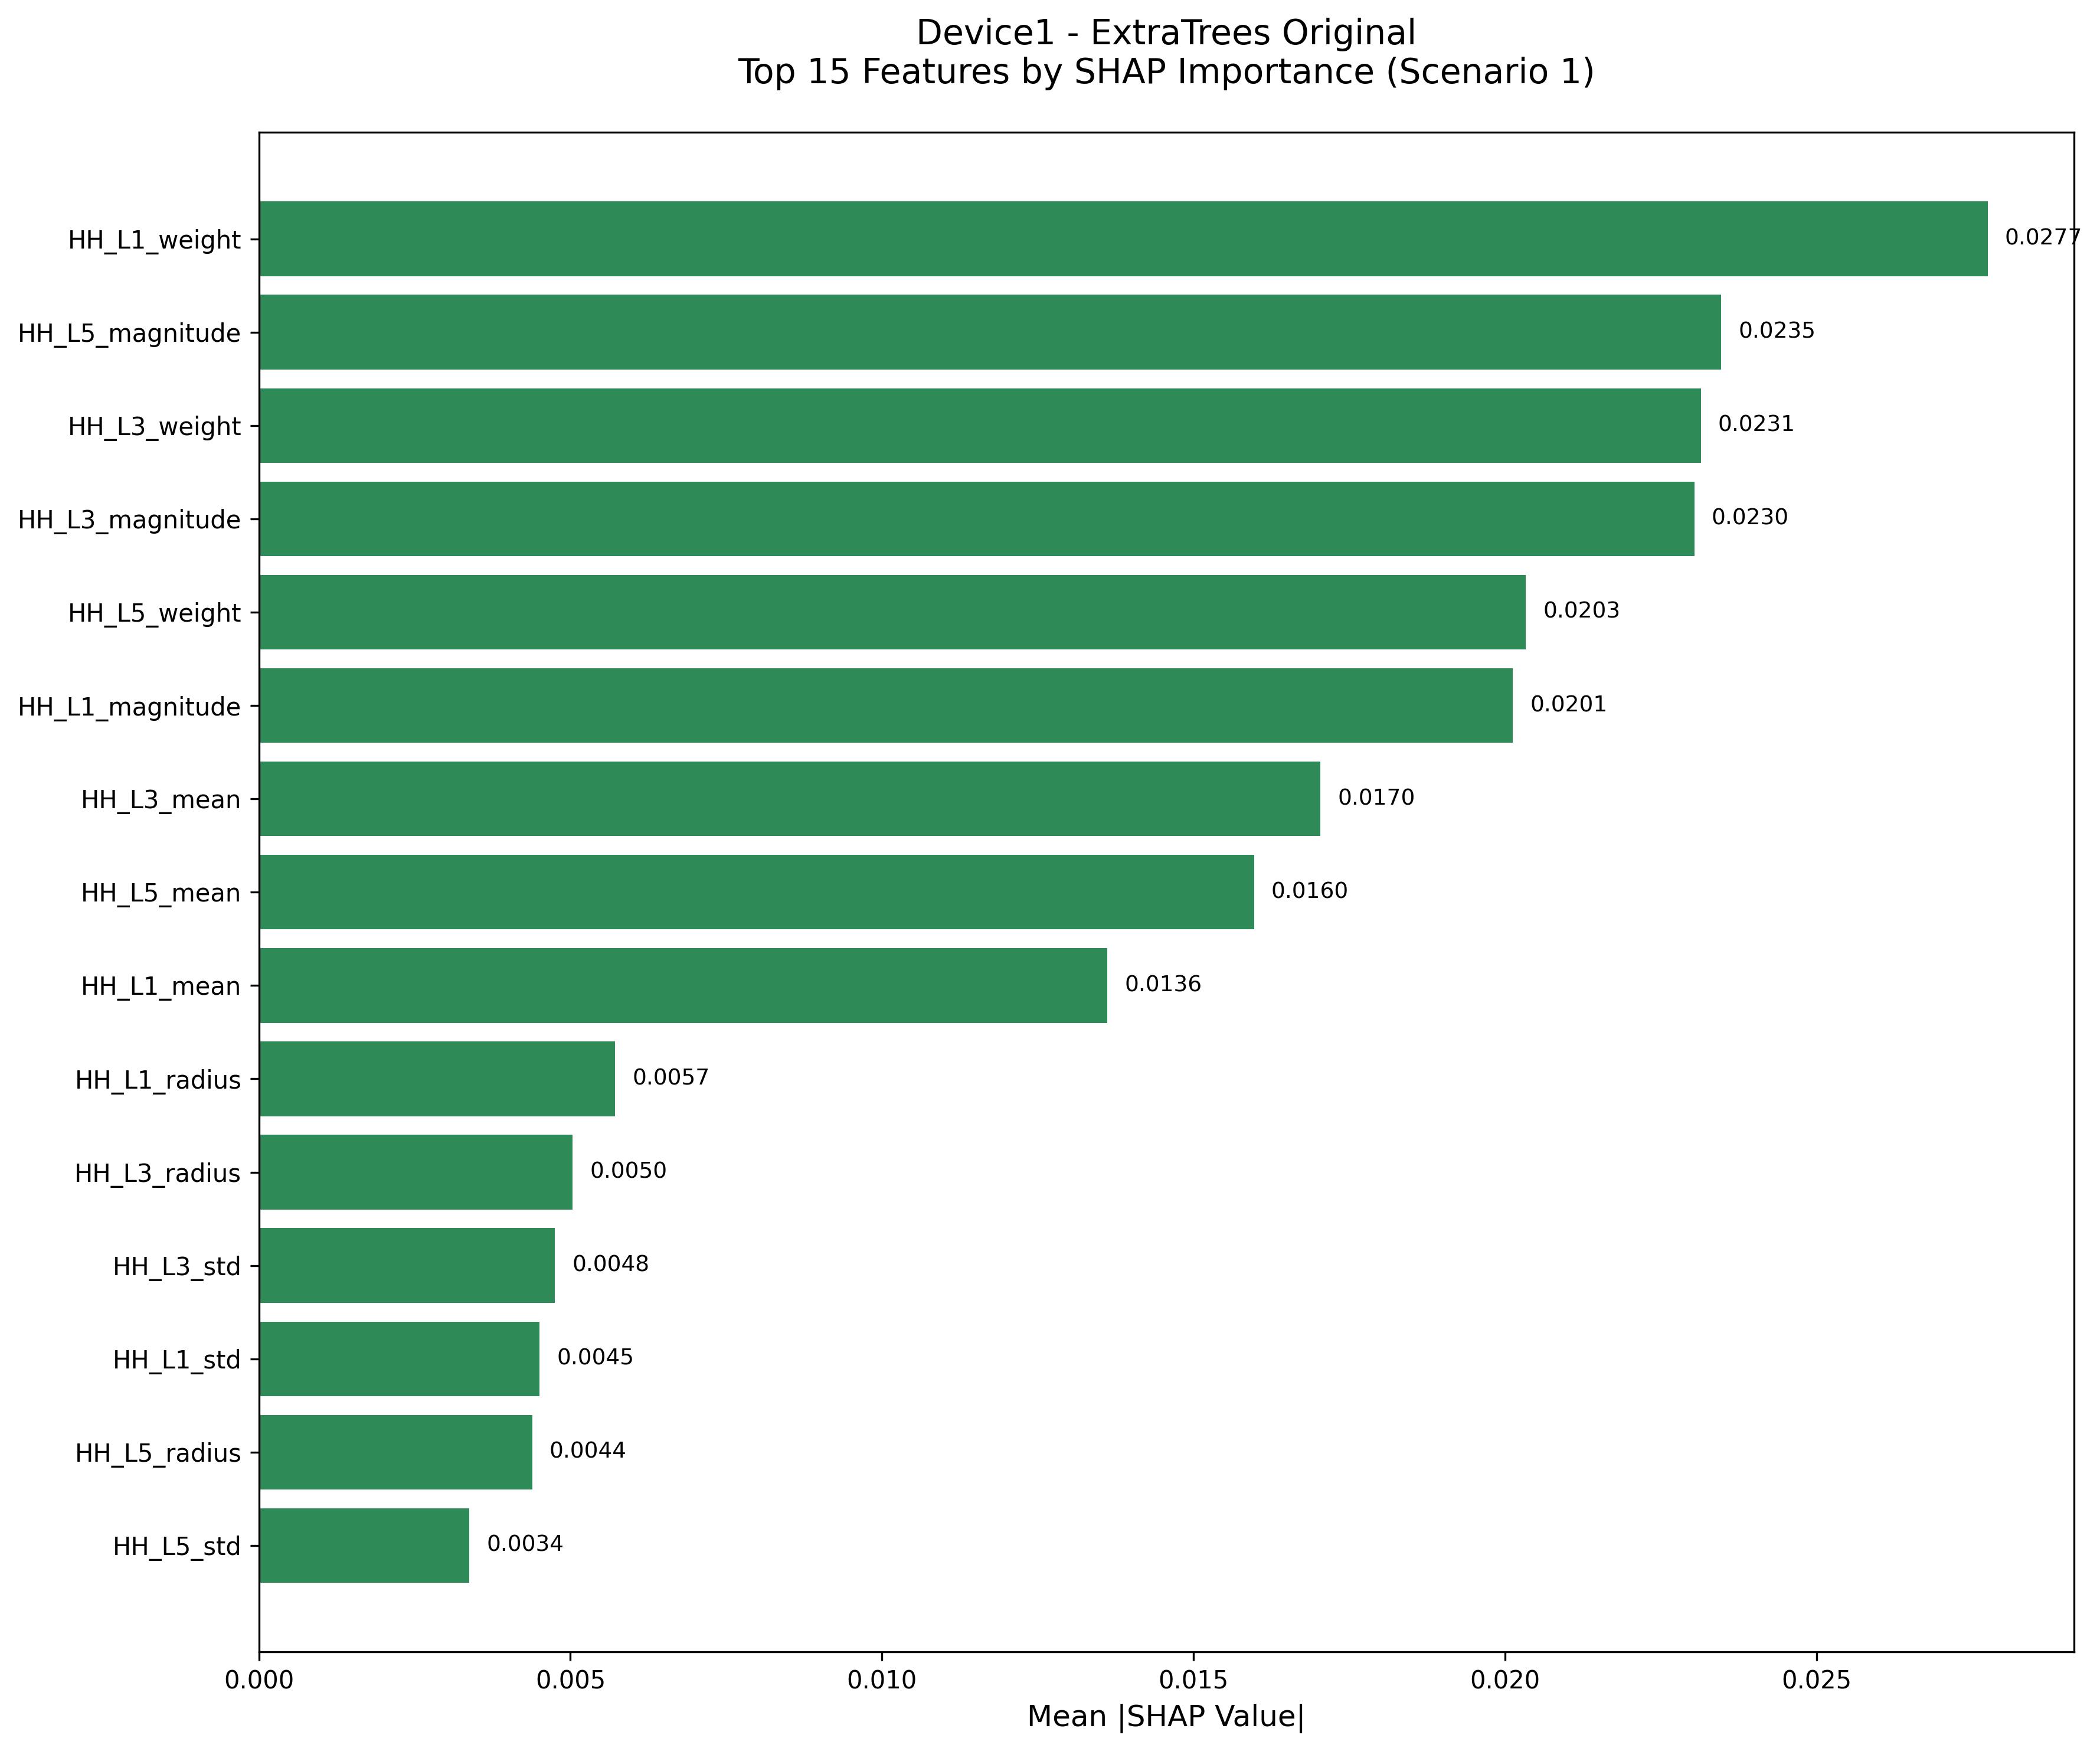 Device1 - ExtraTrees Original
Top 15 Features by SHAP Importance (Scenario 1)
HH_L1_weight 0.0277
HH_L5_magnitude 0.0235
HH_L3_weight 0.0231
HH_L3_magnitude 0.0230
HH_L5_weight 0.0203
HH_L1_magnitude 0.0201
HH_L3_mean 0.0170
HH_L5_mean 0.0160
HH_L1_mean 0.0136
HH_L1_radius 0.0057
HH_L3_radius 0.0050
HH_L3_std 0.0048
HH_L1_std 0.0045
HH_L5_radius 0.0044
HH_L5_std 0.0034
0.000 0.005 0.010 0.015 0.020 0.025
Mean |SHAP Value|